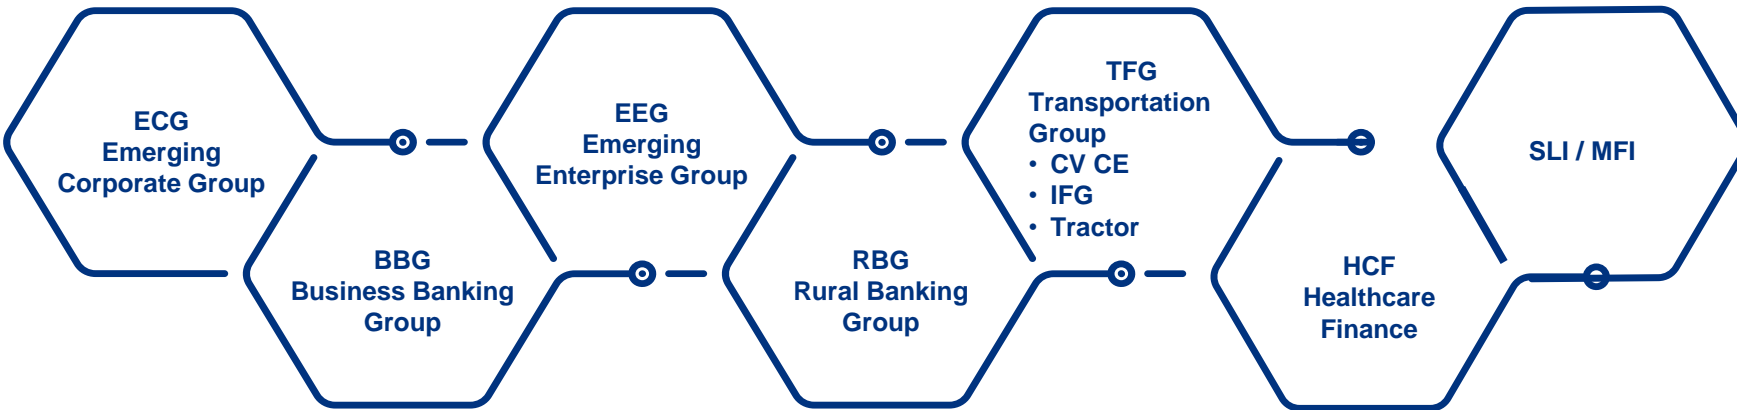 ECG
Emerging
Corporate Group
BBG
Business Banking
Group
EEG
Emerging
Enterprise Group
RBG
Rural Banking
Group
TFG
Transportation
Group
• CV CE
• IFG
• Tractor
HCF
Healthcare
Finance
SLI / MFI